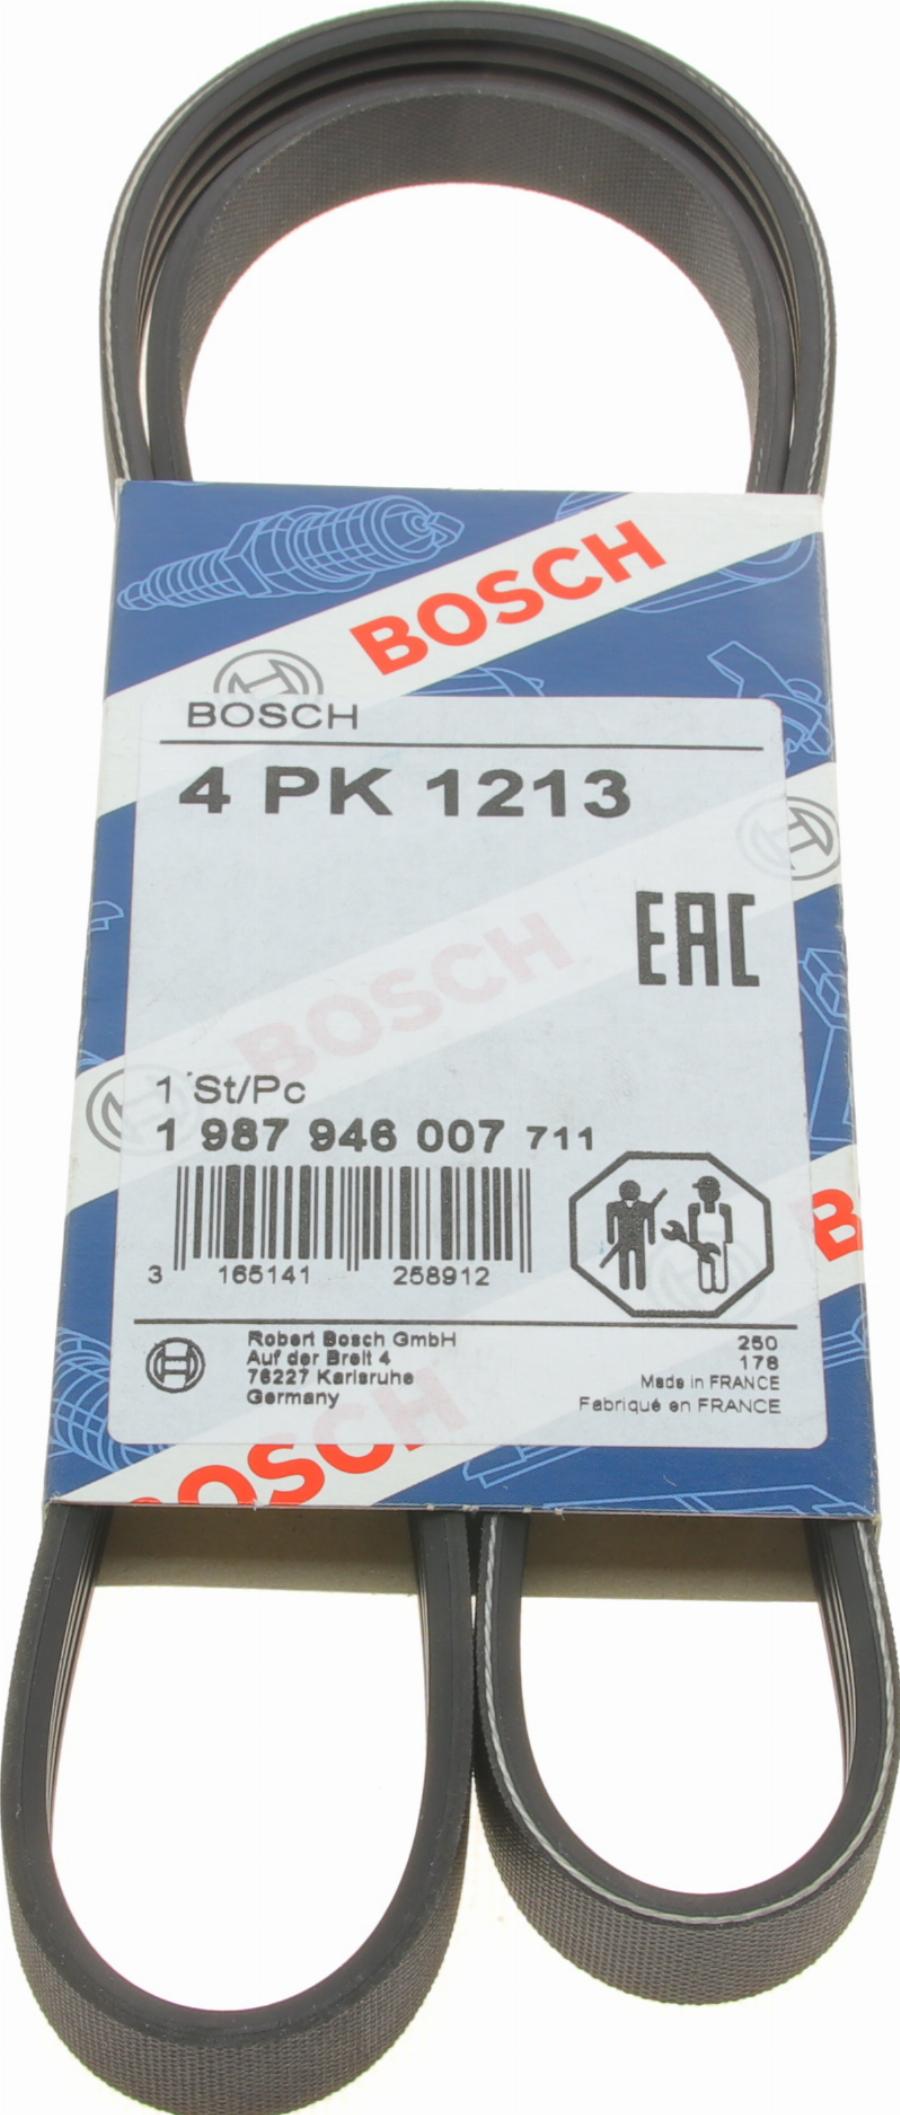 BOSCH
BOSCH
4 PK 1213
EAC
BOSCH
1 St/Pc
1 987 946 007 711
B
3 165141 258912
Robert Bosch GmbH
Auf der Breit 4
76227 Karlsruhe
Germany
250
178
Made in FRANCE
Fabriqué en FRANCE
BOSCH